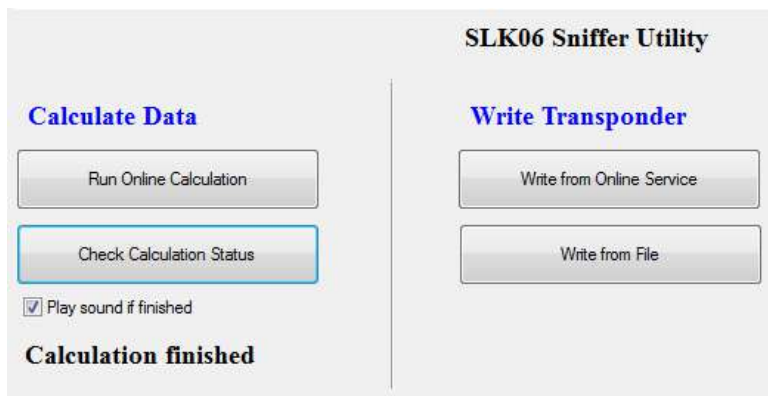 SLK06 Sniffer Utility
Calculate Data
Run Online Calculation
Check Calculation Status
Play sound if finished
Calculation finished
Write Transponder
Write from Online Service
Write from File